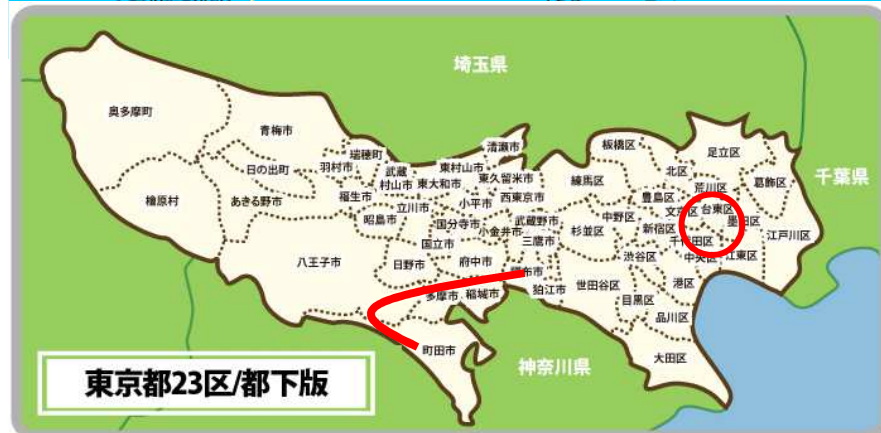 埼玉県
奥多摩町
青梅市
清瀬市
板橋区
足立区
瑞穂町
東村山市
北区
日の出町
羽村市
武蔵
村山市
東大和市
東久留米市
練馬区
荒川区
葛飾区
千葉県
檜原村
あきる野市
福生市
立川市
小平市
西東京市
豊島区
文京区
台東区
墨田区
昭島市
国分寺市
武蔵野市
中野区
新宿区
江戸川区
小金井市
杉並区
千代田区
国立市
三鷹市
八王子市
日野市
府中市
渋谷区
中央区
江東区
調布市
多摩市
稲城市
狛江市
世田谷区
港区
目黒区
品川区
町田市
大田区
神奈川県
東京都23区/都下版